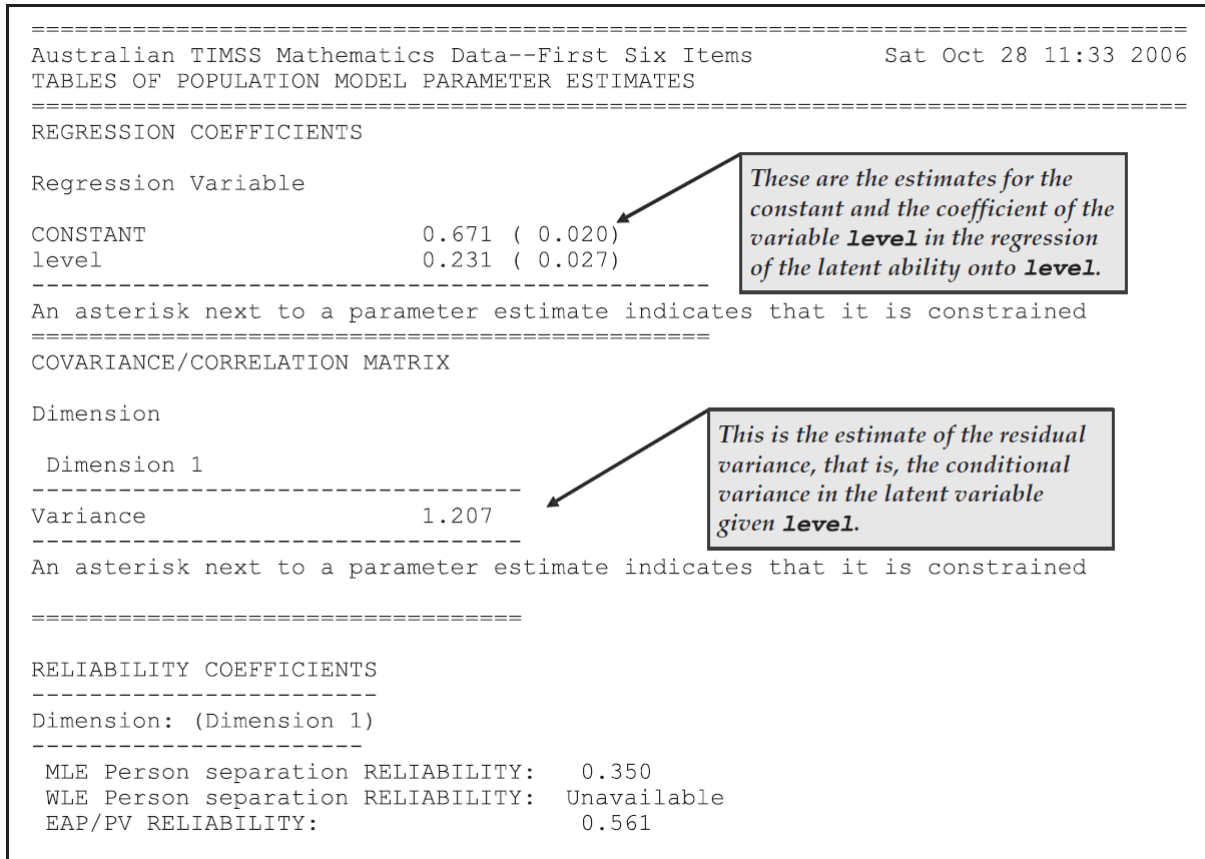 ================================================================================
Australian TIMSS Mathematics Data--First Six Items         Sat Oct 28 11:33 2006
TABLES OF POPULATION MODEL PARAMETER ESTIMATES
================================================================================
REGRESSION COEFFICIENTS
Regression Variable
CONSTANT                   0.671 ( 0.020)
level                      0.231 ( 0.027)
-----------------------------------------------
An asterisk next to a parameter estimate indicates that it is constrained
===============================================
These are the estimates for the
constant and the coefficient of the
variable level in the regression
of the latent ability onto level.
COVARIANCE/CORRELATION MATRIX
Dimension
Dimension 1
----------------------------------
Variance                   1.207
----------------------------------
An asterisk next to a parameter estimate indicates that it is constrained
==================================
This is the estimate of the residual
variance, that is, the conditional
variance in the latent variable
given level.
RELIABILITY COEFFICIENTS
------------------------
Dimension: (Dimension 1)
-----------------------
MLE Person separation RELIABILITY:   0.350
WLE Person separation RELIABILITY:  Unavailable
EAP/PV RELIABILITY:                  0.561